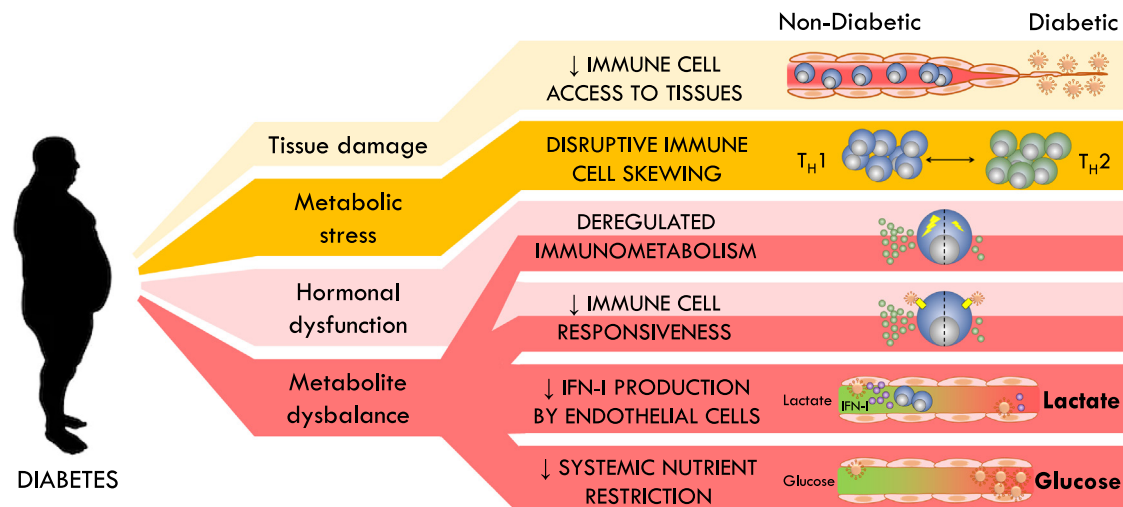 Non-Diabetic
Diabetic
↓ IMMUNE CELL
ACCESS TO TISSUES
Tissue damage
DISRUPTIVE IMMUNE
CELL SKEWING
TH1
TH2
Metabolic
stress
DEREGULATED
IMMUNOMETABOLISM
Hormonal
dysfunction
↓ IMMUNE CELL
RESPONSIVENESS
Metabolite
dysbalance
↓ IFN-I PRODUCTION
BY ENDOTHELIAL CELLS
Lactate
IFN-I
Lactate
↓ SYSTEMIC NUTRIENT
RESTRICTION
Glucose
Glucose
DIABETES